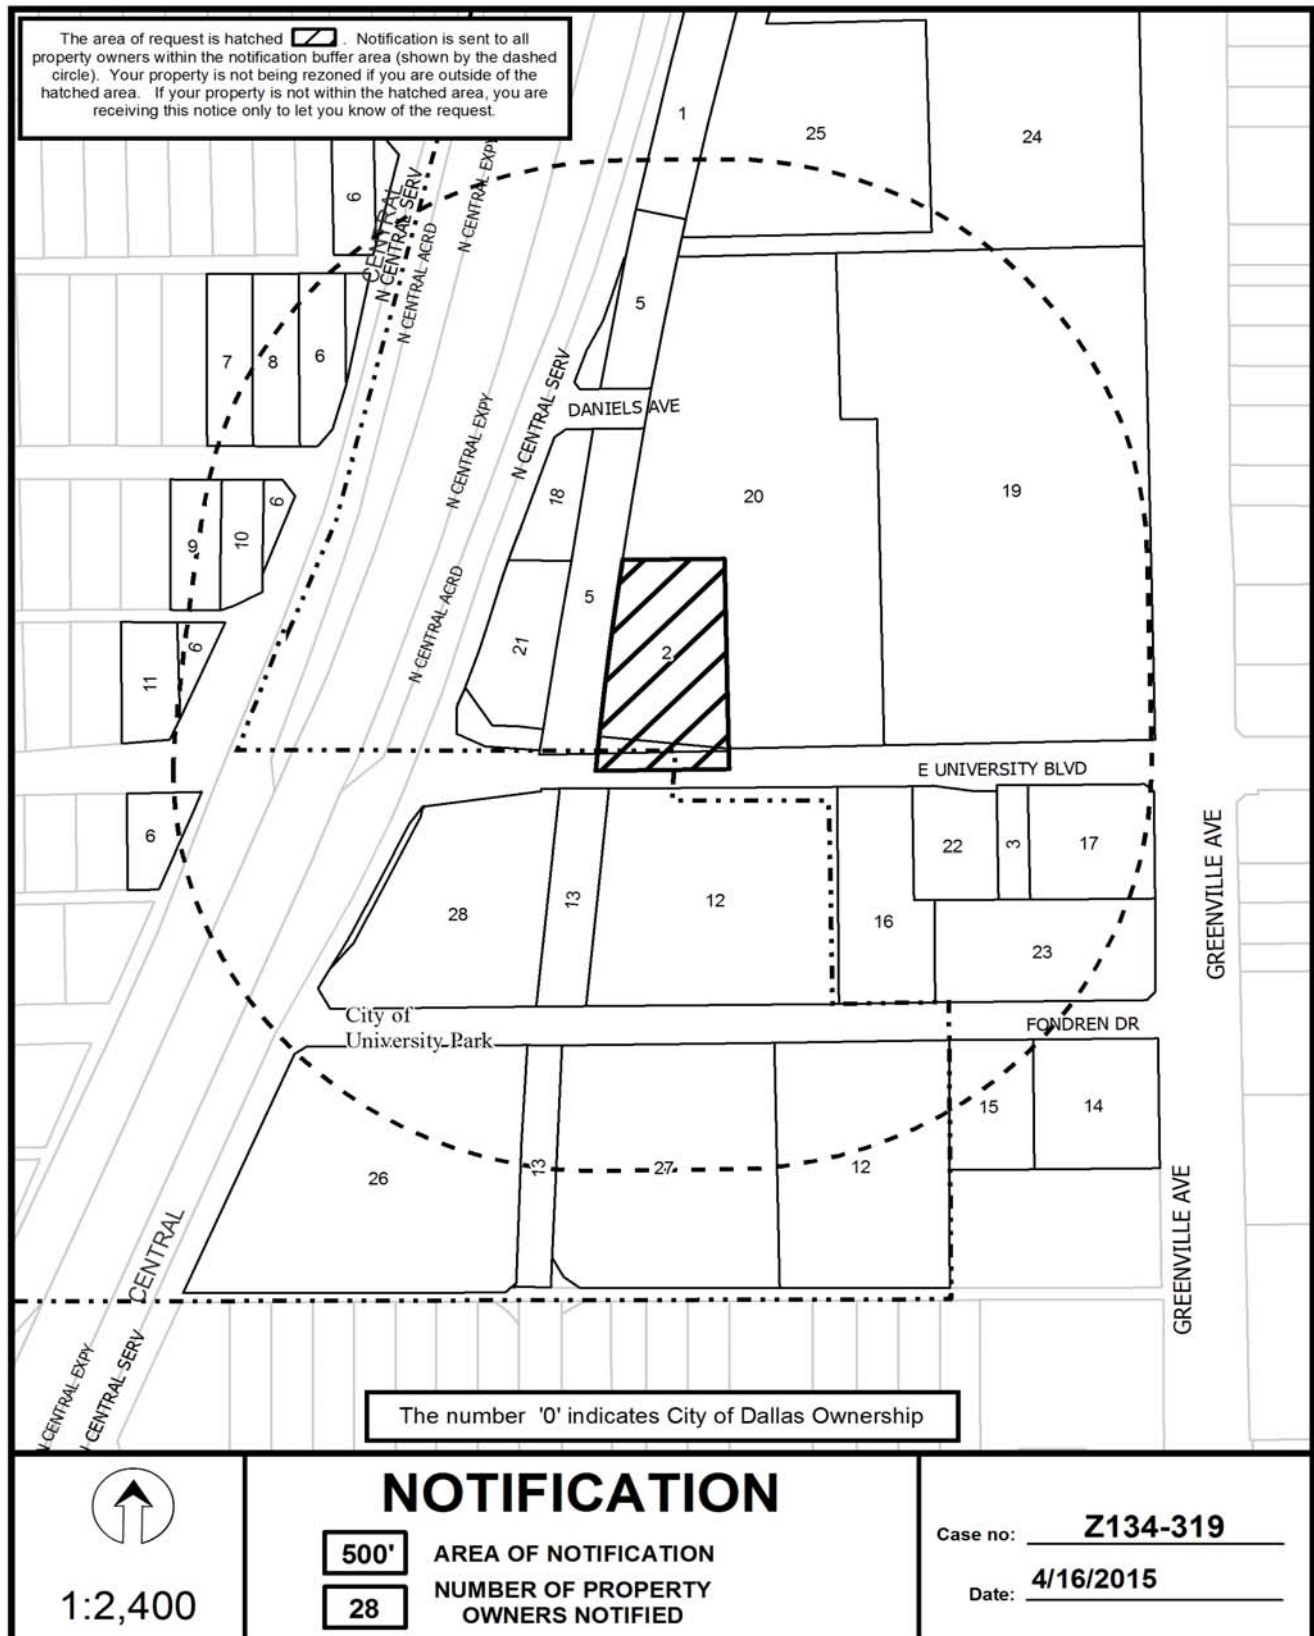 The area of request is hatched . Notification is sent to all
property owners within the notification buffer area (shown by the dashed
circle). Your property is not being rezoned if you are outside of the
hatched area. If your property is not within the hatched area, you are
receiving this notice only to let you know of the request.
1
25
24
6
CENTRAL
N CENTRAL SERV
N CENTRAL SERV
N CENTRAL ACRD
N CENTRAL EXPY
5
7
8
6
N CENTRAL SERV
DANIELS AVE
N CENTRAL EXPY
18
20
19
9
10
6
5
N CENTRAL ACRD
21
2
11
6
E UNIVERSITY BLVD
6
28
13
12
16
22
3
17
23
GREENVILLE AVE
City of
University Park
FONDREN DR
26
13
27
12
15
14
GREENVILLE AVE
CENTRAL
N CENTRAL EXPY
N CENTRAL SERV
The number '0' indicates City of Dallas Ownership
1:2,400
NOTIFICATION
500' AREA OF NOTIFICATION
28 NUMBER OF PROPERTY
OWNERS NOTIFIED
Case no: Z134-319
Date: 4/16/2015